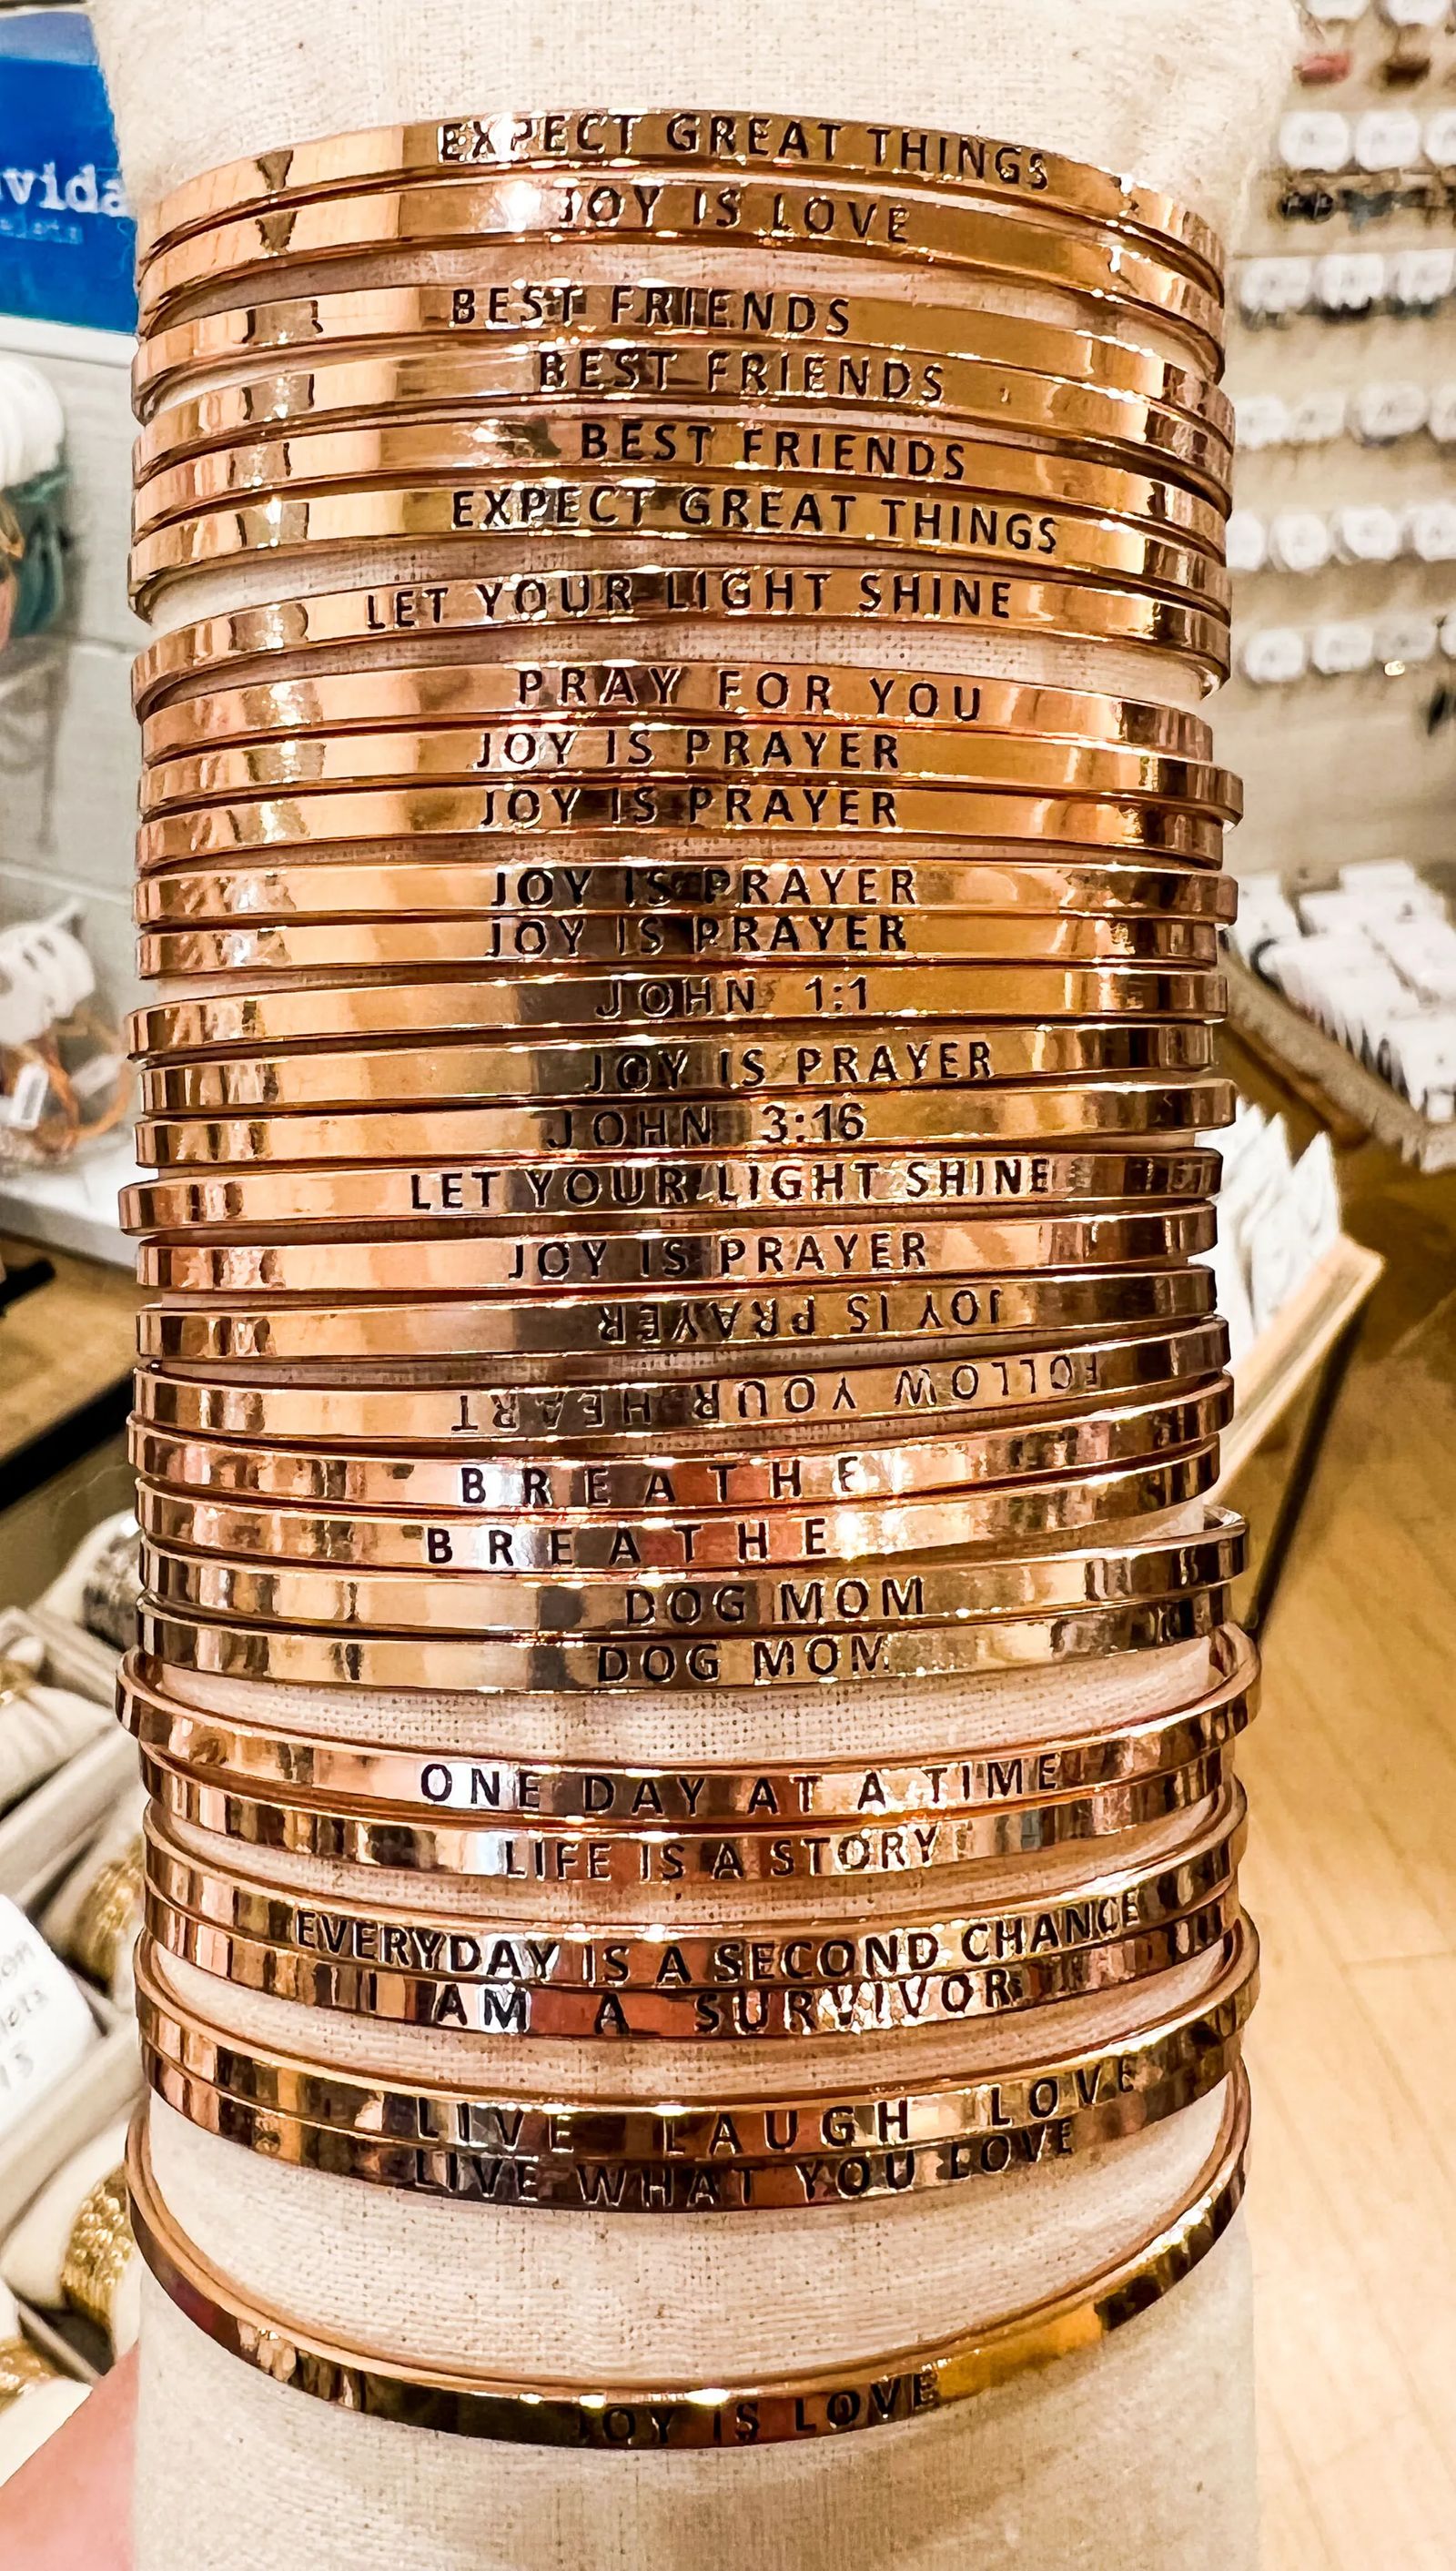 vida
EXPECT GREAT THINGS
JOY IS LOVE
BEST FRIENDS
BEST FRIENDS
BEST FRIENDS
EXPECT GREAT THINGS
LET YOUR LIGHT SHINE
PRAY FOR YOU
JOY IS PRAYER
JOY IS PRAYER
JOY IS PRAYER
JOY IS PRAYER
JOHN 1:1
JOY IS PRAYER
JOHN 3:16
LET YOUR LIGHT SHINE
JOY IS PRAYER
JOY IS PRAYER
FOLLOW YOUR HEART
BREATHE
BREATHE
DOG MOM
DOG MOM
ONE DAY AT A TIME
LIFE IS A STORY
EVERYDAY IS A SECOND CHANCE
I AM A SURVIVOR
LIVE LAUGH LOVE
LIVE WHAT YOU LOVE
JOY IS LOVE